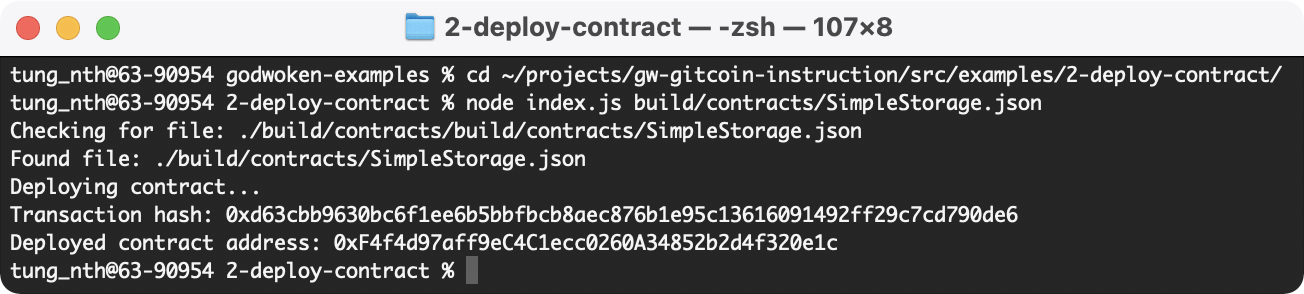 2-deploy-contract — -zsh — 107×8
tung_nth@63-90954 godwoken-examples % cd ~/projects/gw-gitcoin-instruction/src/examples/2-deploy-contract/
tung_nth@63-90954 2-deploy-contract % node index.js build/contracts/SimpleStorage.json
Checking for file: ./build/contracts/build/contracts/SimpleStorage.json
Found file: ./build/contracts/SimpleStorage.json
Deploying contract...
Transaction hash: 0xd63cbb9630bc6f1ee6b5bbfbcb8aec876b1e95c13616091492ff29c7cd790de6
Deployed contract address: 0xF4f4d97aff9eC4C1ecc0260A34852b2d4f320e1c
tung_nth@63-90954 2-deploy-contract %